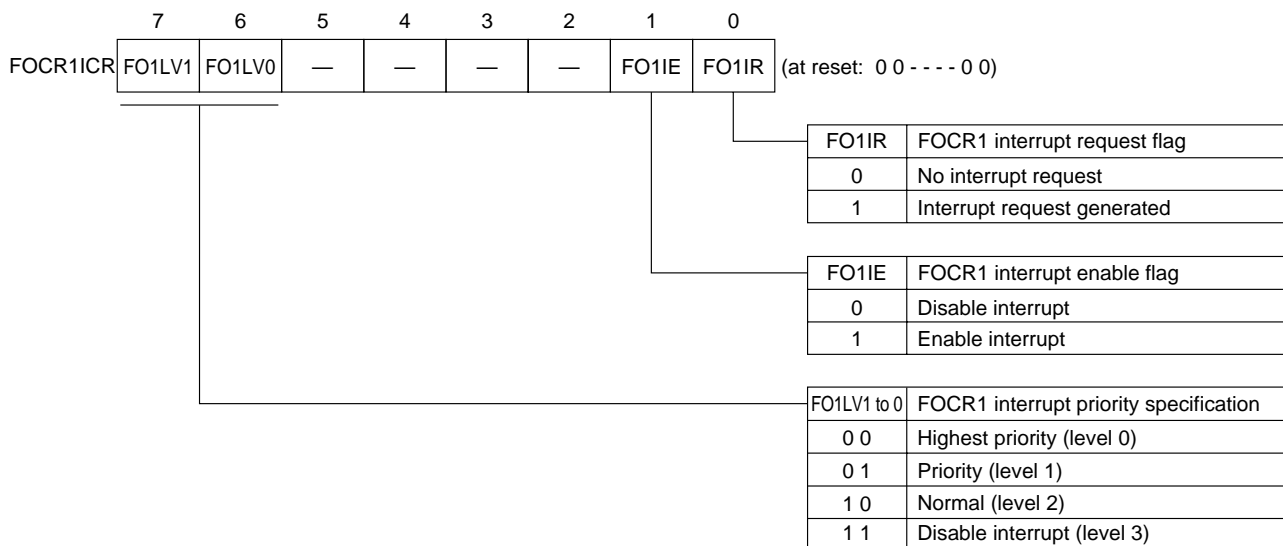 7 6 5 4 3 2 1 0
FOCR1ICR FO1LV1 FO1LV0 — — — — FO1IE FO1IR (at reset: 0 0 - - - - 0 0)
FO1IR FOCR1 interrupt request flag
0 No interrupt request
1 Interrupt request generated
FO1IE FOCR1 interrupt enable flag
0 Disable interrupt
1 Enable interrupt
FO1LV1 to 0 FOCR1 interrupt priority specification
0 0 Highest priority (level 0)
0 1 Priority (level 1)
1 0 Normal (level 2)
1 1 Disable interrupt (level 3)